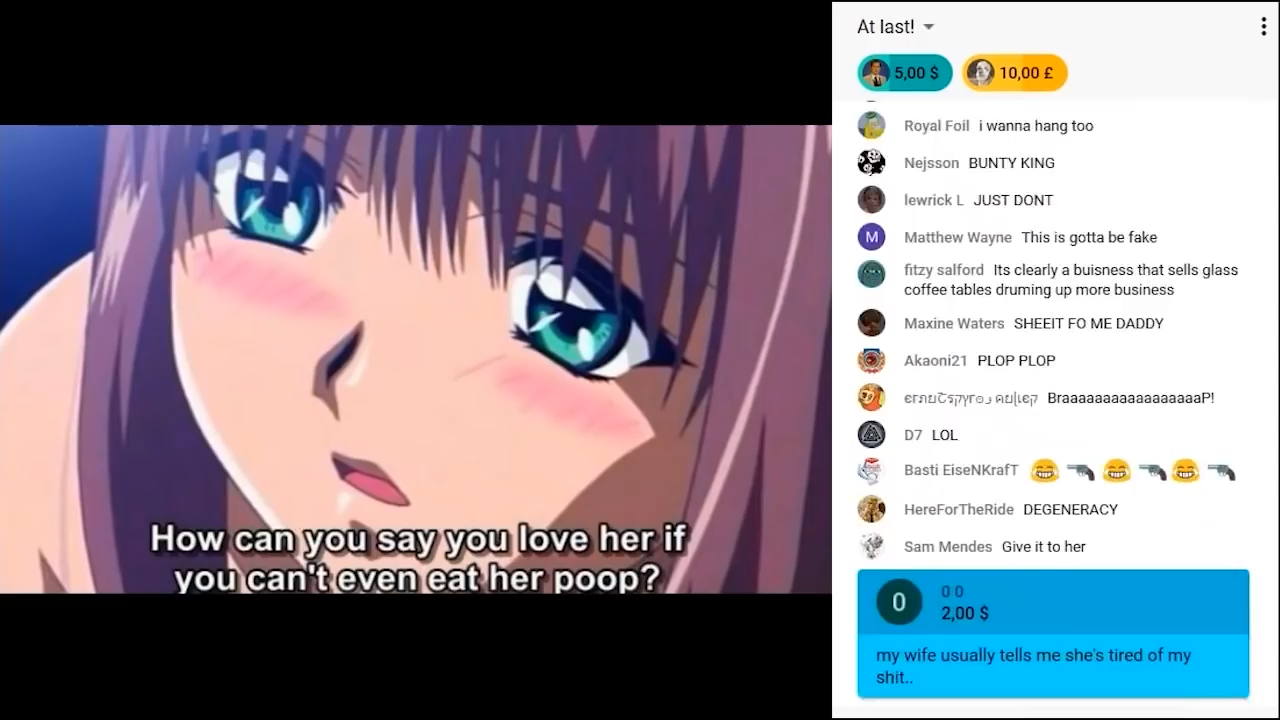 How can you say you love her if
you can't even eat her poop?
At last!
5,00 $ 10,00 £
Royal Foil i wanna hang too
Nejsson BUNTY KING
lewrick L JUST DONT
M Matthew Wayne This is gotta be fake
fitzy salford Its clearly a buisness that sells glass
coffee tables druming up more business
Maxine Waters SHEEIT FO ME DADDY
Akaoni21 PLOP PLOP
BraaaaaaaaaaaaaaaaaP!
D7 LOL
Basti EiseNKrafT
HereForTheRide DEGENERACY
Sam Mendes Give it to her
0 0 0
2,00 $
my wife usually tells me she's tired of my
shit..